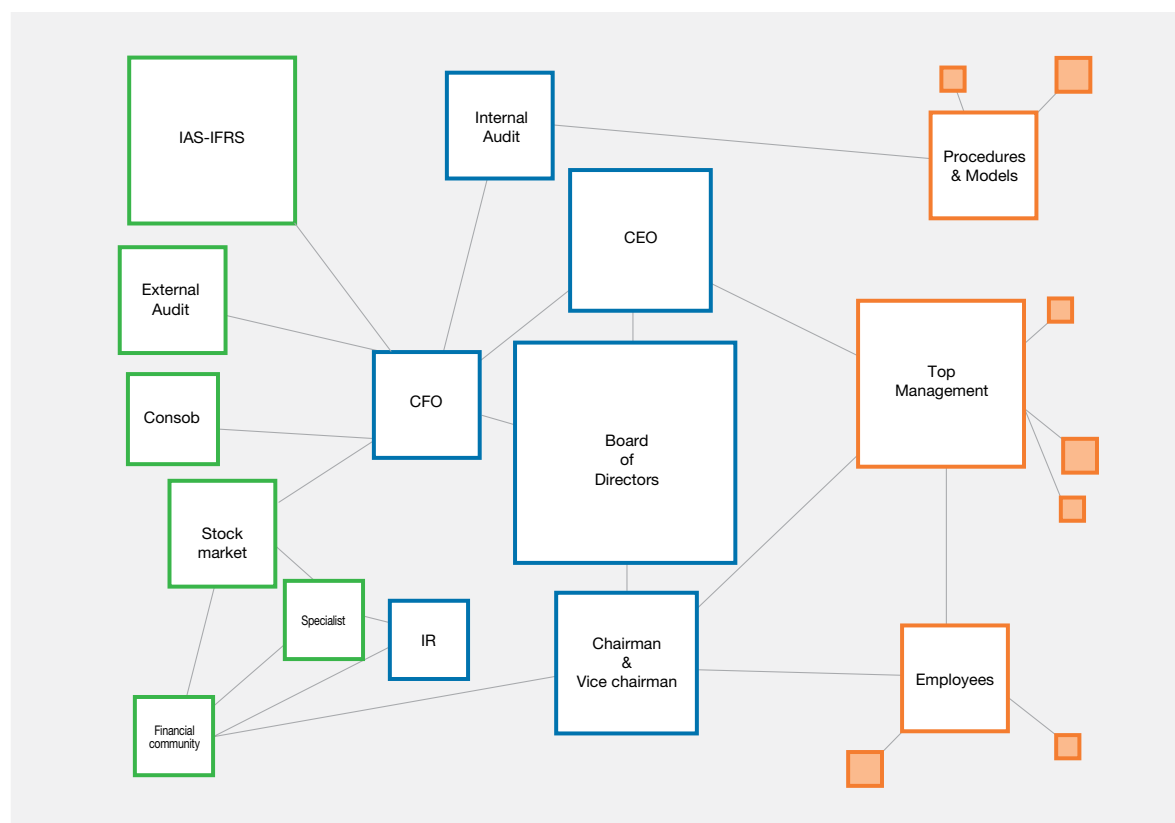 IAS-IFRS
Internal
Audit
Procedures
& Models
CEO
External
Audit
Top
Management
CFO
Consob
Board
of
Directors
Stock
market
Specialist
IR
Chairman
&
Vice chairman
Employees
Financial
community